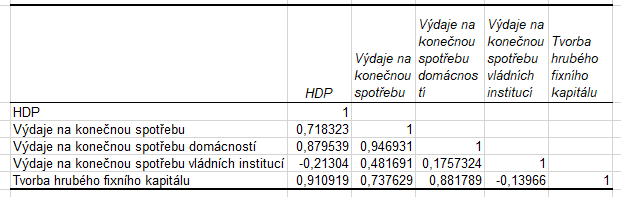 Výdaje na Výdaje na
konečnou konečnou Tvorba
Výdaje na spotřebu spotřebu hrubého
konečnou domácnos vládních fixního
HDP spotřebu tí institucí kapitálu
HDP 1
Výdaje na konečnou spotřebu 0,718323 1
Výdaje na konečnou spotřebu domácností 0,879539 0,946931 1
Výdaje na konečnou spotřebu vládních institucí -0,21304 0,481691 0,1757324 1
Tvorba hrubého fixního kapitálu 0,910919 0,737629 0,881789 -0,13966 1